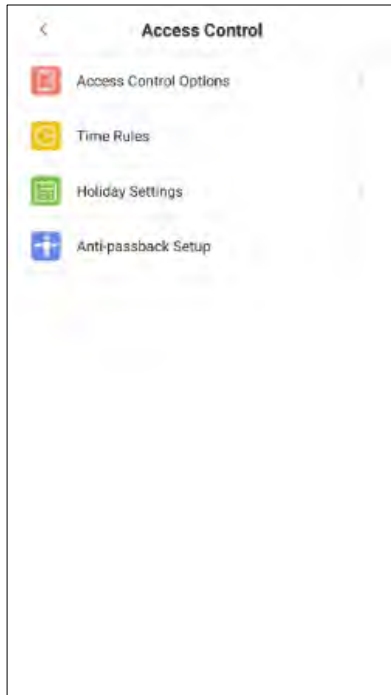 Access Control
Access Control Options
Time Rules
Holiday Settings
Anti-passback Setup